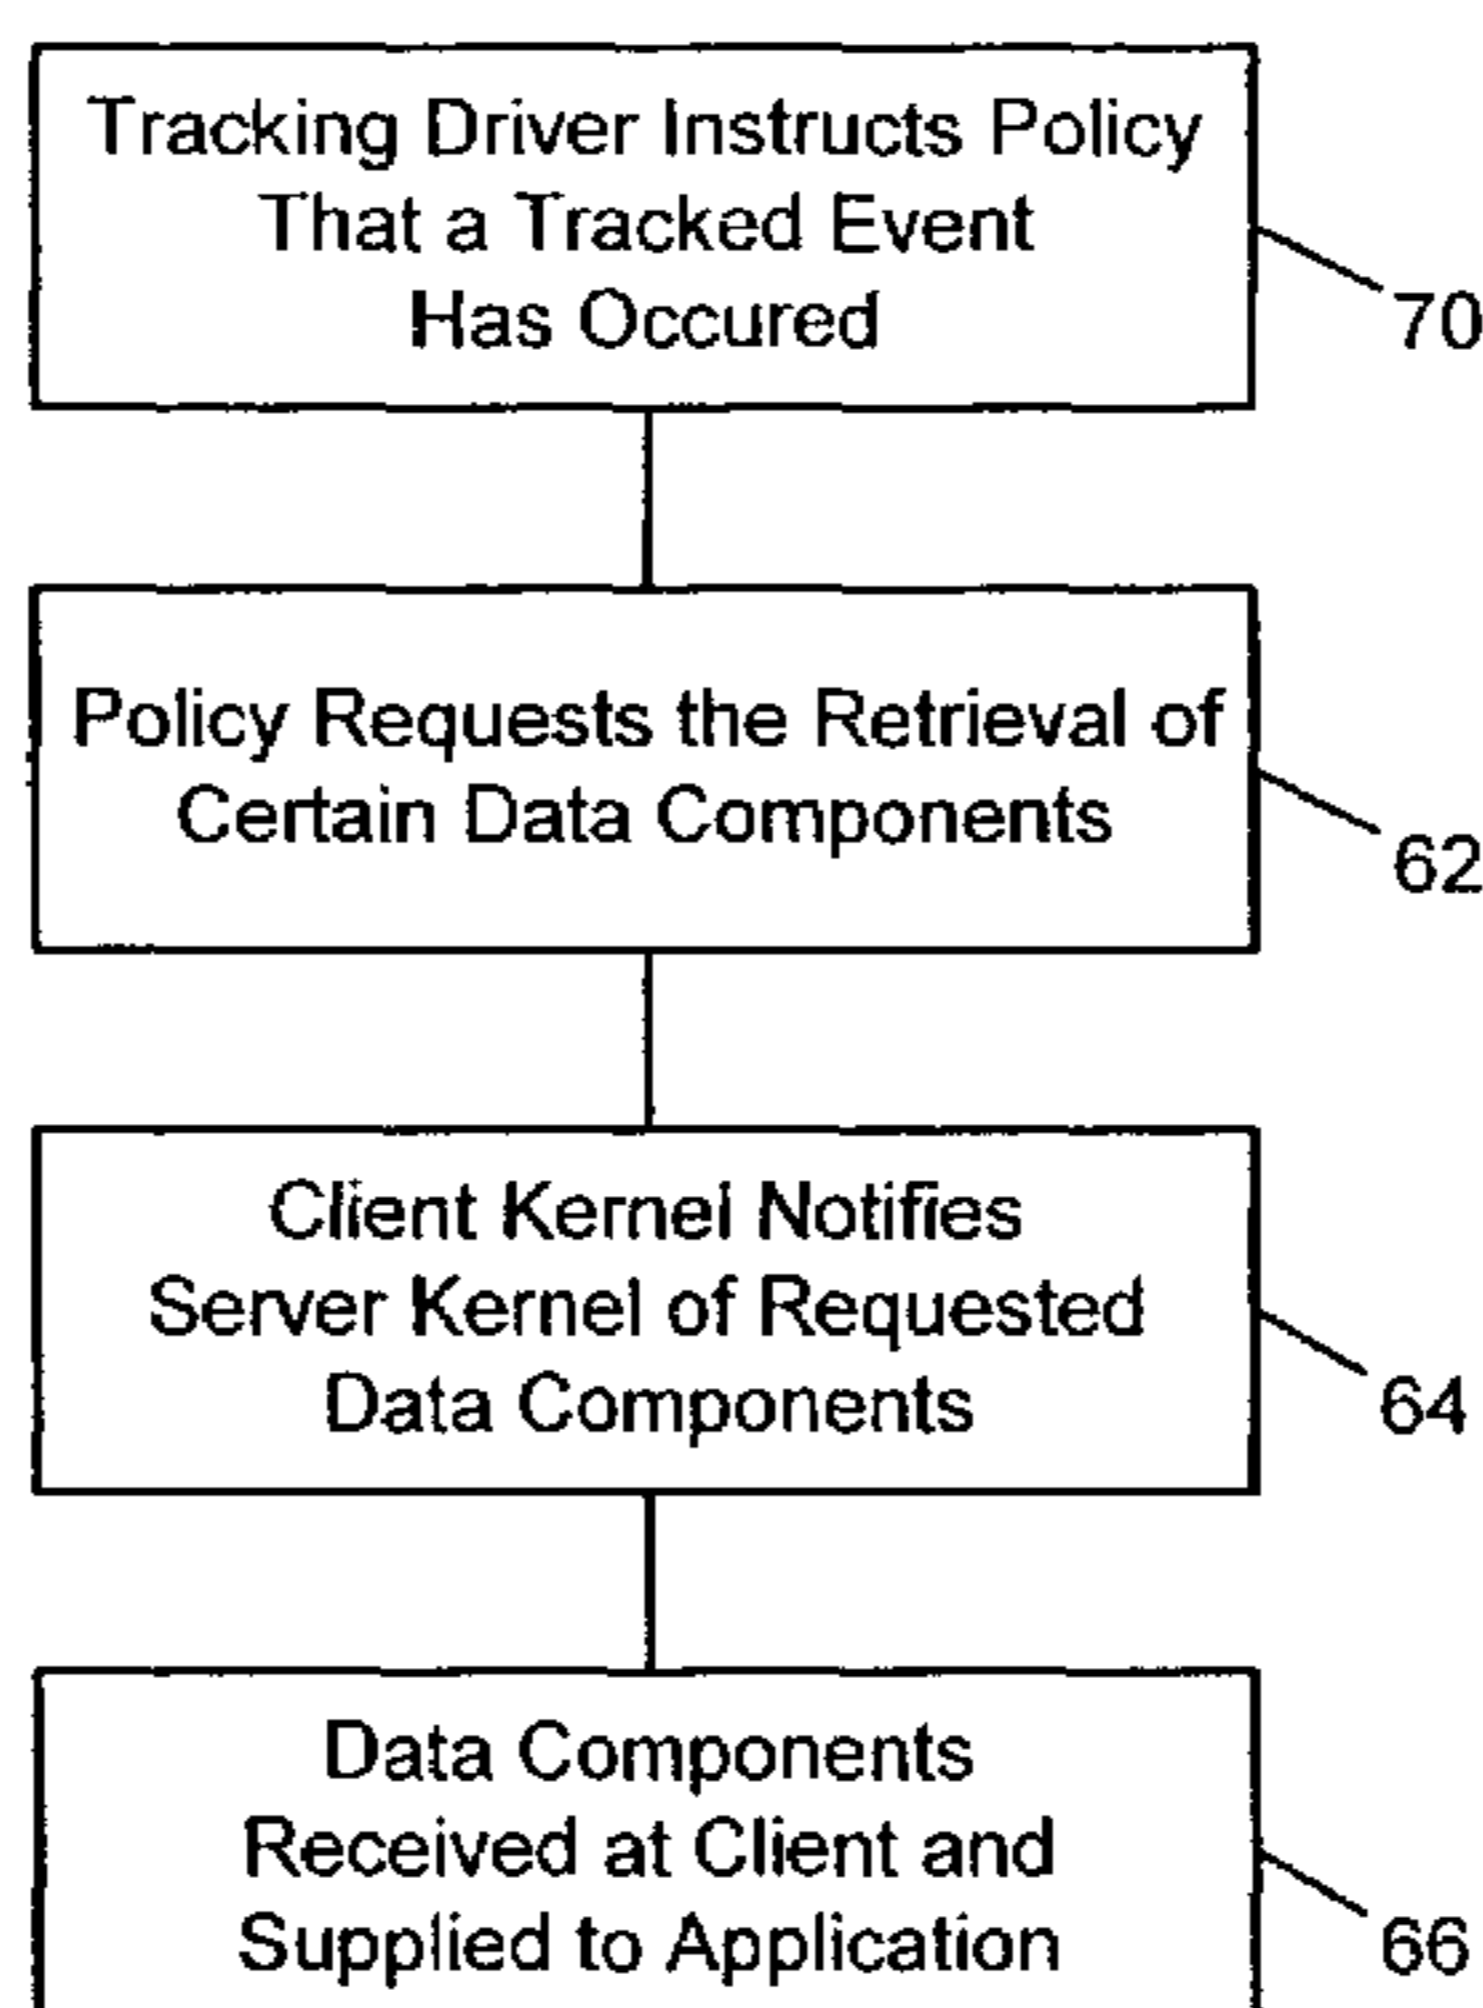 Tracking Driver Instructs Policy
That a Tracked Event
Has Occured
70
Policy Requests the Retrieval of
Certain Data Components
62
Client Kernel Notifies
Server Kernel of Requested
Data Components
64
Data Components
Received at Client and
Supplied to Application
66